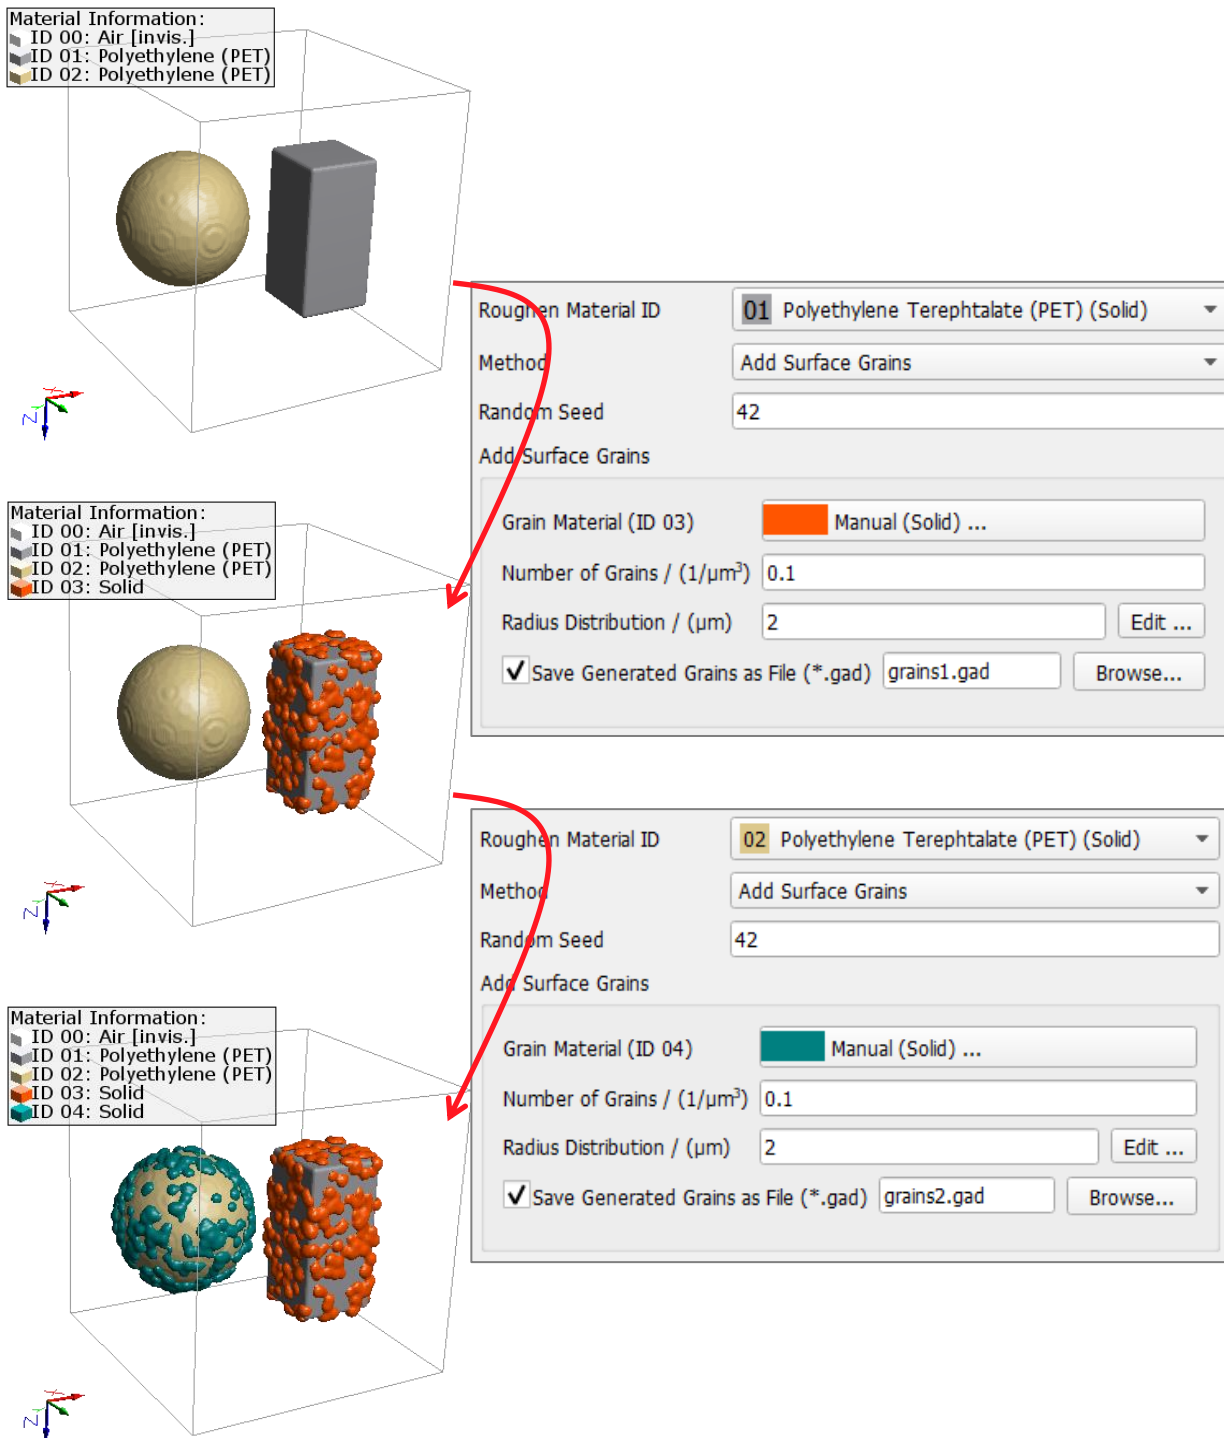 Material Information:
ID 00: Air [invis.]
ID 01: Polyethylene (PET)
ID 02: Polyethylene (PET)
X
Z
Roughen Material ID
01 Polyethylene Terephtalate (PET) (Solid)
Method
Add Surface Grains
Random Seed
42
Add Surface Grains
Grain Material (ID 03)
Manual (Solid) ...
Number of Grains / (1/µm³)
0.1
Radius Distribution / (µm)
2
Edit ...
Save Generated Grains as File (*.gad)
grains1.gad
Browse...
Material Information:
ID 00: Air [invis.]
ID 01: Polyethylene (PET)
ID 02: Polyethylene (PET)
ID 03: Solid
X
Z
Roughen Material ID
02 Polyethylene Terephtalate (PET) (Solid)
Method
Add Surface Grains
Random Seed
42
Add Surface Grains
Grain Material (ID 04)
Manual (Solid) ...
Number of Grains / (1/µm³)
0.1
Radius Distribution / (µm)
2
Edit ...
Save Generated Grains as File (*.gad)
grains2.gad
Browse...
Material Information:
ID 00: Air [invis.]
ID 01: Polyethylene (PET)
ID 02: Polyethylene (PET)
ID 03: Solid
ID 04: Solid
X
Z